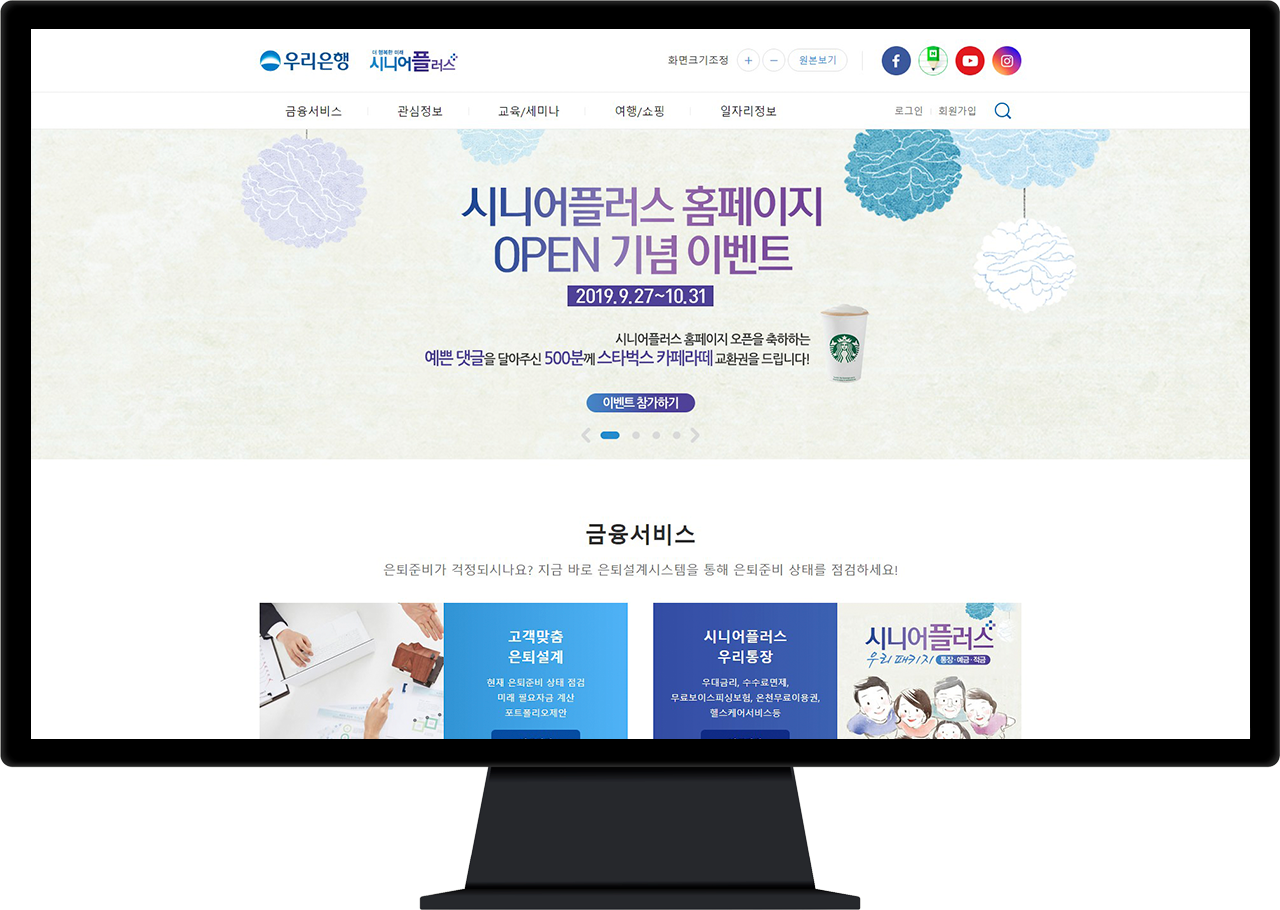 우리은행
더 행복한 미래
시니어플러스
화면크기조정 + − 원본보기
금융서비스 관심정보 교육/세미나 여행/쇼핑 일자리정보 로그인 회원가입
시니어플러스 홈페이지
OPEN 기념 이벤트
2019.9.27~10.31
시니어플러스 홈페이지 오픈을 축하하는
예쁜 댓글을 달아주신 500분께 스타벅스 카페라떼 교환권을 드립니다!
이벤트 참가하기
금융서비스
은퇴준비가 걱정되시나요? 지금 바로 은퇴설계시스템을 통해 은퇴준비 상태를 점검하세요!
고객맞춤
은퇴설계
현재 은퇴준비 상태 점검
미래 필요자금 계산
포트폴리오제안
시니어플러스
우리통장
우대금리, 수수료면제,
무료보이스피싱보험, 온천무료이용권,
헬스케어서비스등
시니어플러스
우리 패키지 통장·예금·적금